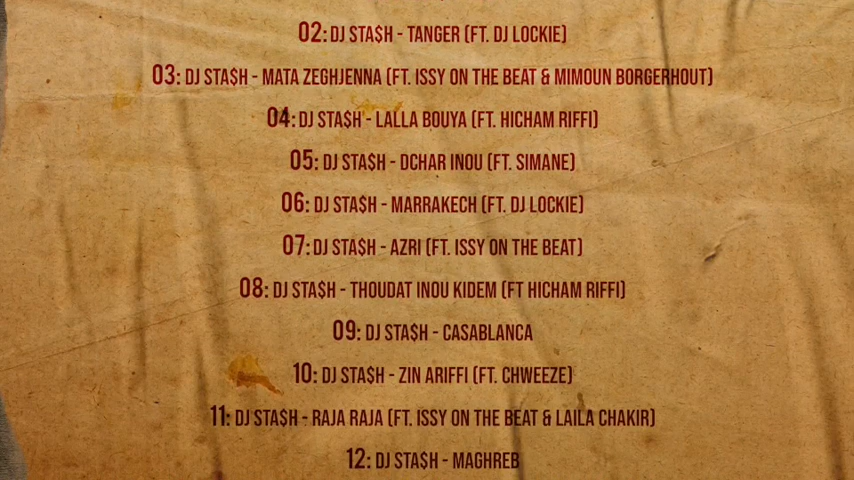 02: DJ STA$H - TANGER (FT. DJ LOCKIE)
03: DJ STA$H - MATA ZEGHJENNA (FT. ISSY ON THE BEAT & MIMOUN BORGERHOUT)
04: DJ STA$H - LALLA BOUYA (FT. HICHAM RIFFI)
05: DJ STA$H - DCHAR INOU (FT. SIMANE)
06: DJ STA$H - MARRAKECH (FT. DJ LOCKIE)
07: DJ STA$H - AZRI (FT. ISSY ON THE BEAT)
08: DJ STA$H - THOUDAT INOU KIDEM (FT HICHAM RIFFI)
09: DJ STA$H - CASABLANCA
10: DJ STA$H - ZIN ARIFFI (FT. CHWEEZE)
11: DJ STA$H - RAJA RAJA (FT. ISSY ON THE BEAT & LAILA CHAKIR)
12: DJ STA$H - MAGHREB